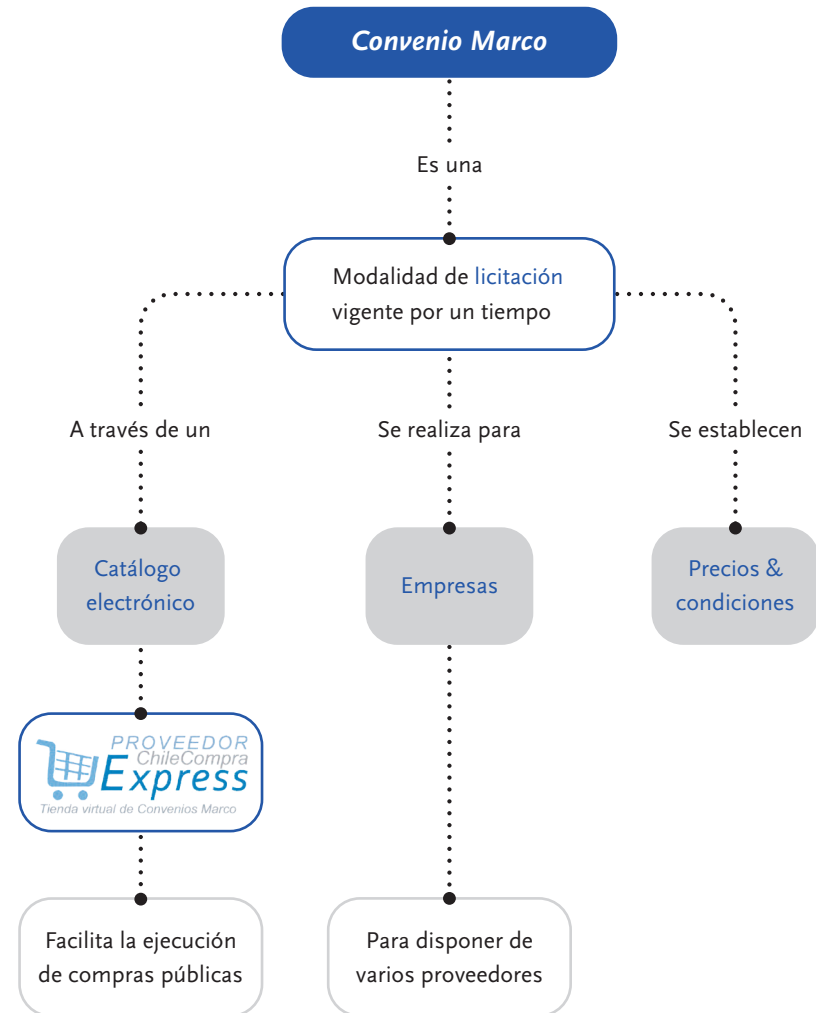 Convenio Marco
Es una
Modalidad de licitación
vigente por un tiempo
A través de un
Se realiza para
Se establecen
Catálogo
electrónico
Empresas
Precios &
condiciones
PROVEEDOR
ChileCompra
Express
Tienda virtual de Convenios Marco
Facilita la ejecución
de compras públicas
Para disponer de
varios proveedores